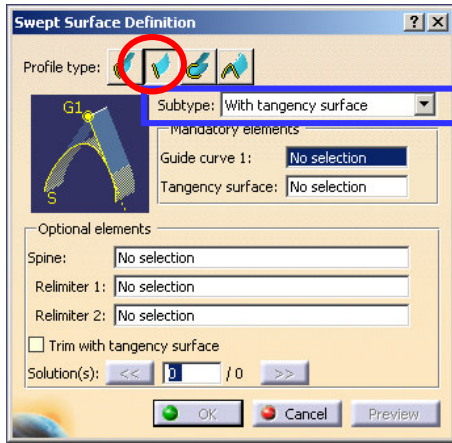 Swept Surface Definition
Profile type:
G1
S
Subtype: With tangency surface
Mandatory elements
Guide curve 1: No selection
Tangency surface: No selection
Optional elements
Spine: No selection
Relimiter 1: No selection
Relimiter 2: No selection
Trim with tangency surface
Solution(s): << 0 / 0 >>
OK Cancel Preview